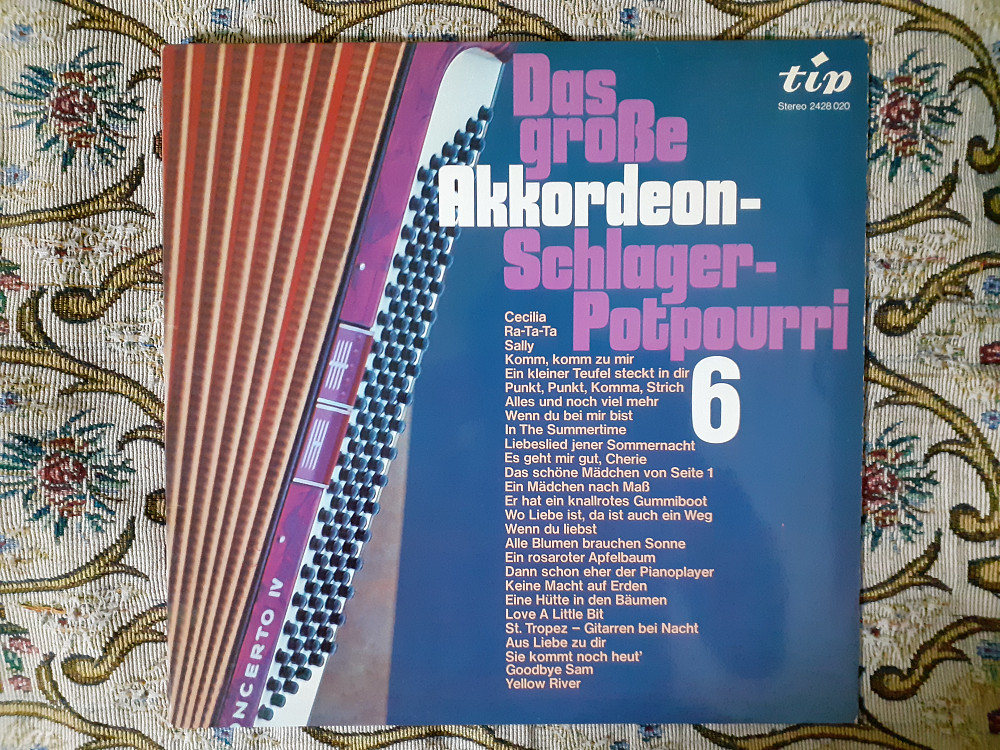 tip
Stereo 2428 020
Das
große
Akkordeon-
Schlager-
Potpourri
6
Cecilia
Ra-Ta-Ta
Sally
Komm, komm zu mir
Ein kleiner Teufel steckt in dir
Punkt, Punkt, Komma, Strich
Alles und noch viel mehr
Wenn du bei mir bist
In The Summertime
Liebeslied jener Sommernacht
Es geht mir gut, Cherie
Das schöne Mädchen von Seite 1
Ein Mädchen nach Maß
Er hat ein knallrotes Gummiboot
Wo Liebe ist, da ist auch ein Weg
Wenn du liebst
Alle Blumen brauchen Sonne
Ein rosaroter Apfelbaum
Dann schon eher der Pianoplayer
Keine Macht auf Erden
Eine Hütte in den Bäumen
Love A Little Bit
St. Tropez – Gitarren bei Nacht
Aus Liebe zu dir
Sie kommt noch heut'
Goodbye Sam
Yellow River
ONCERTO IV